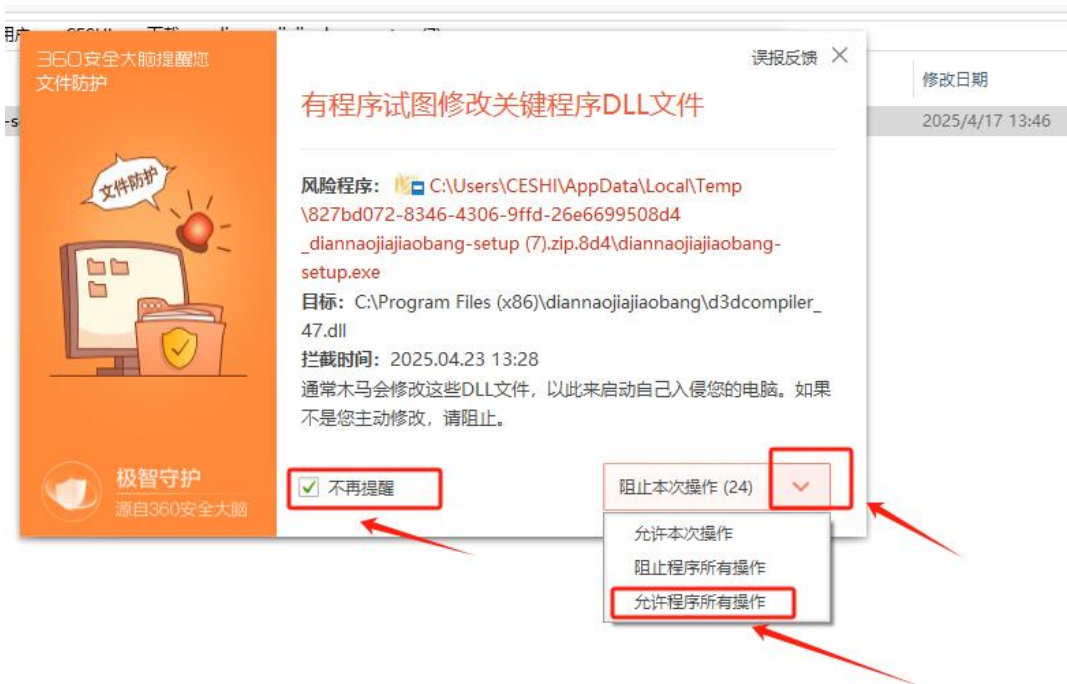 360安全大脑提醒您
文件防护
误报反馈
修改日期
有程序试图修改关键程序DLL文件
2025/4/17 13:46
文件防护
风险程序： C:\Users\CESHI\AppData\Local\Temp
\827bd072-8346-4306-9ffd-26e6699508d4
_diannaojiajiaobang-setup (7).zip.8d4\diannaojiajiaobang-
setup.exe
目标： C:\Program Files (x86)\diannaojiajiaobang\d3dcompiler_
47.dll
拦截时间： 2025.04.23 13:28
通常木马会修改这些DLL文件，以此来启动自己入侵您的电脑。如果
不是您主动修改，请阻止。
极智守护
源自360安全大脑
不再提醒
阻止本次操作 (24)
允许本次操作
阻止程序所有操作
允许程序所有操作